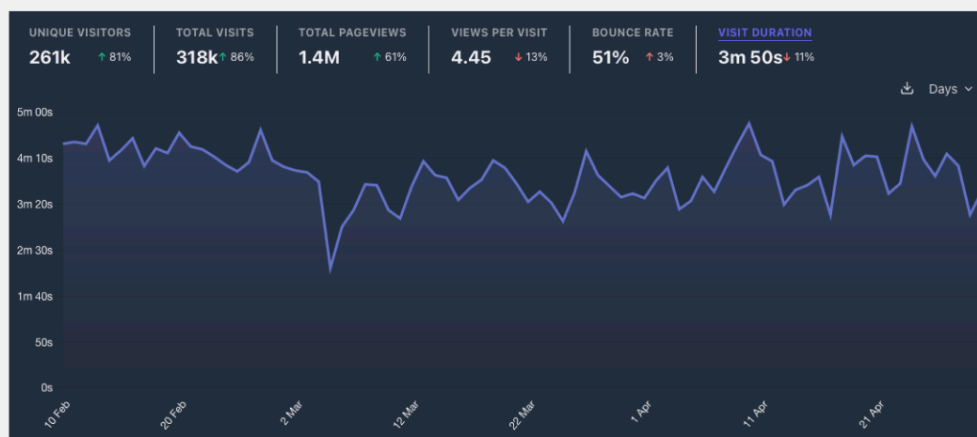 UNIQUE VISITORS TOTAL VISITS TOTAL PAGEVIEWS VIEWS PER VISIT BOUNCE RATE VISIT DURATION
261k ↑ 81% 318k ↑ 86% 1.4M ↑ 61% 4.45 ↓ 13% 51% ↑ 3% 3m 50s ↓ 11%
Days
5m 00s
4m 10s
3m 20s
2m 30s
1m 40s
50s
0s
10 Feb 20 Feb 2 Mar 12 Mar 22 Mar 1 Apr 11 Apr 21 Apr